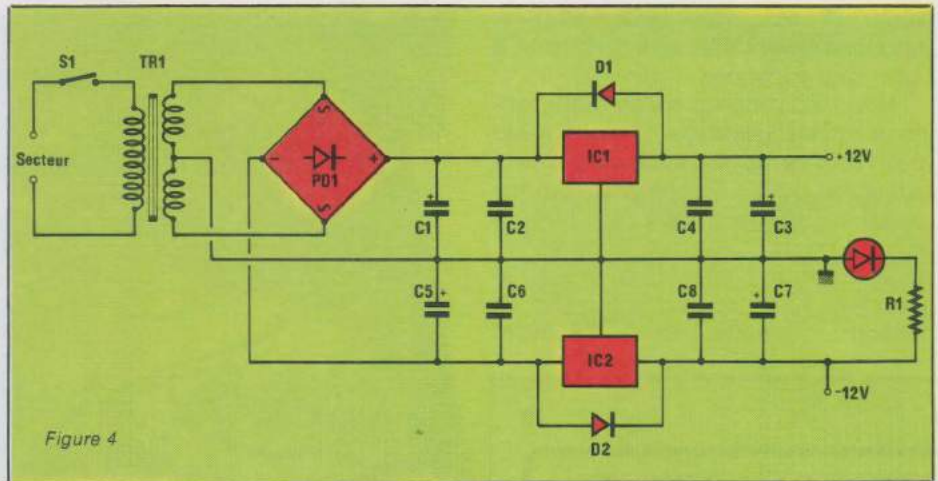 S1
TR1
D1
Secteur
PD1
IC1
+12V
C1
C2
C4
C3
C5
C6
C8
C7
R1
IC2
-12V
D2
Figure 4